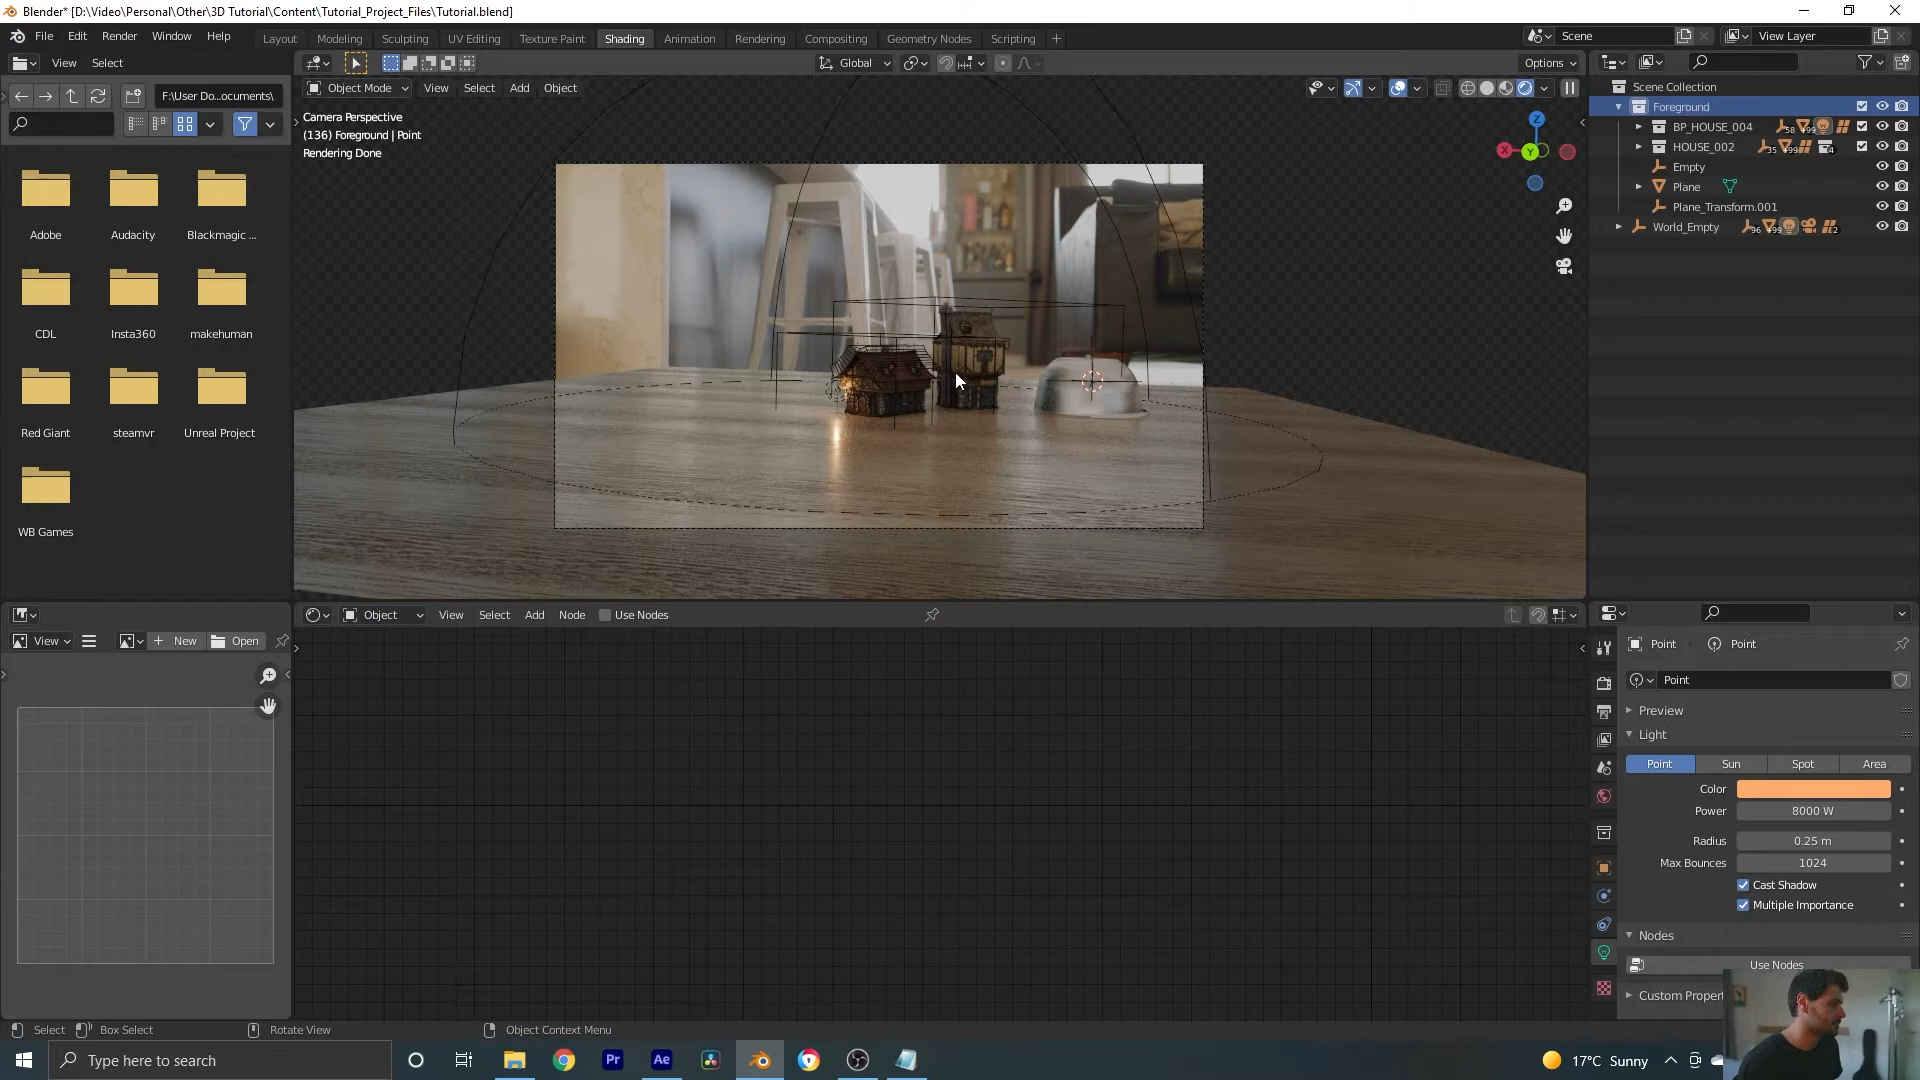 Blender* [D:\Video\Personal\Other\3D Tutorial\Content\Tutorial_Project_Files\Tutorial.blend]
File Edit Render Window Help
Layout Modeling Sculpting UV Editing Texture Paint Shading Animation Rendering Compositing Geometry Nodes Scripting
Scene
View Layer
View Select
Global
Options
F:\User Do...ocuments\
Object Mode View Select Add Object
Scene Collection
Foreground
BP_HOUSE_004
HOUSE_002
Empty
Plane
Plane_Transform.001
World_Empty
Camera Perspective
(136) Foreground | Point
Rendering Done
Z
X
Y
Adobe Audacity Blackmagic ...
CDL Insta360 makehuman
Red Giant steamvr Unreal Project
WB Games
View New Open
Object View Select Add Node Use Nodes
Point Point
Point
Preview
Light
Point Sun Spot Area
Color
Power 8000 W
Radius 0.25 m
Max Bounces 1024
Cast Shadow
Multiple Importance
Nodes
Use Nodes
Custom Propert
Select Box Select Rotate View Object Context Menu
Type here to search
Pr
Ae
17°C Sunny